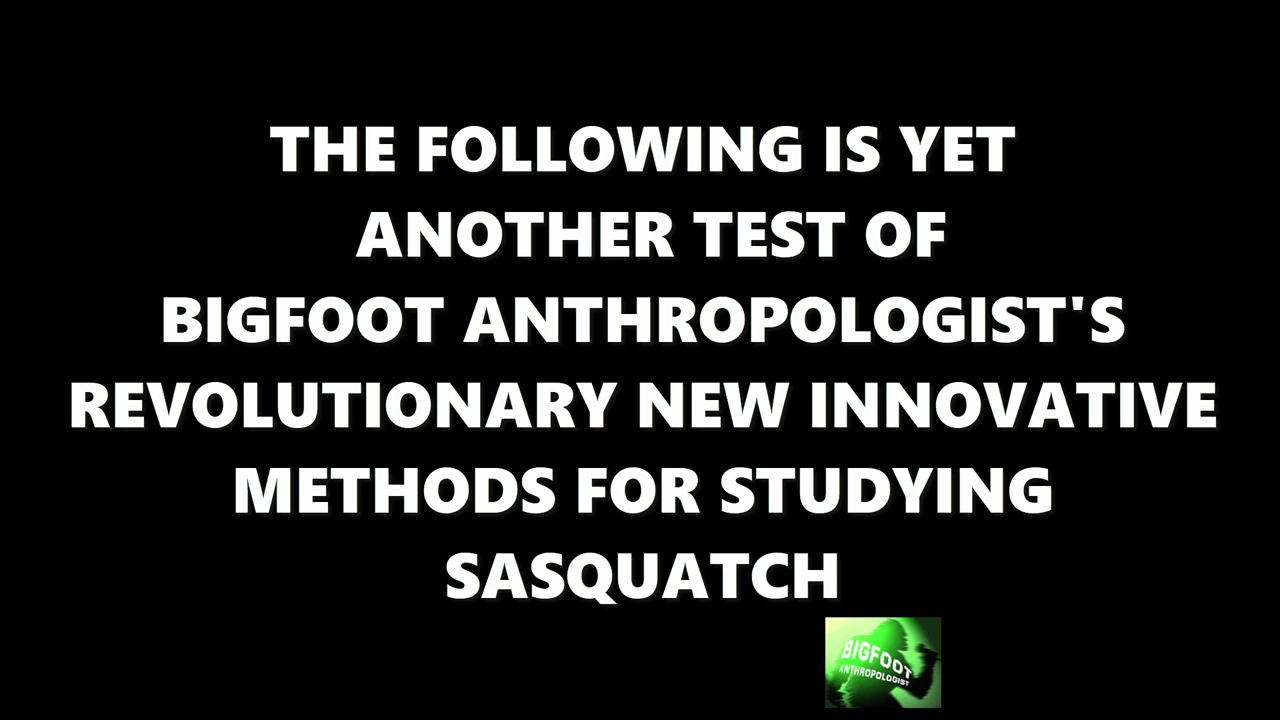 THE FOLLOWING IS YET
ANOTHER TEST OF
BIGFOOT ANTHROPOLOGIST'S
REVOLUTIONARY NEW INNOVATIVE
METHODS FOR STUDYING
SASQUATCH
BIGFOOT
ANTHROPOLOGIST